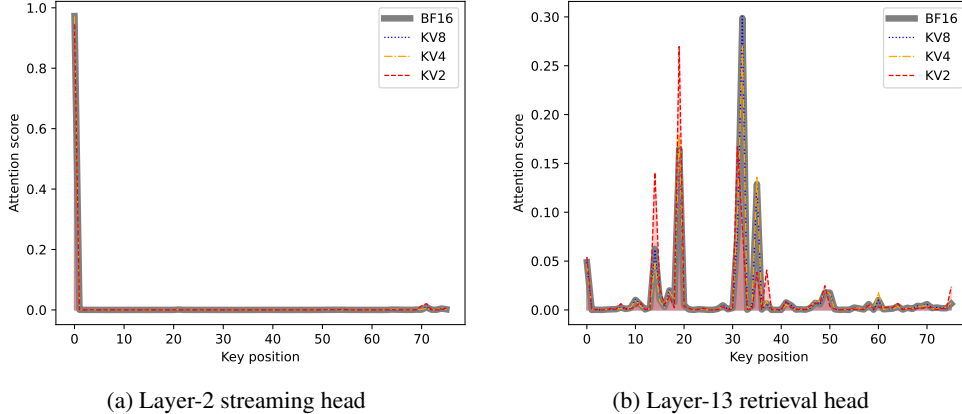 1.0
0.8
0.6
0.4
0.2
0.0
Attention score
0 10 20 30 40 50 60 70
Key position
BF16
KV8
KV4
KV2
(a) Layer-2 streaming head
0.30
0.25
0.20
0.15
0.10
0.05
0.00
Attention score
0 10 20 30 40 50 60 70
Key position
BF16
KV8
KV4
KV2
(b) Layer-13 retrieval head